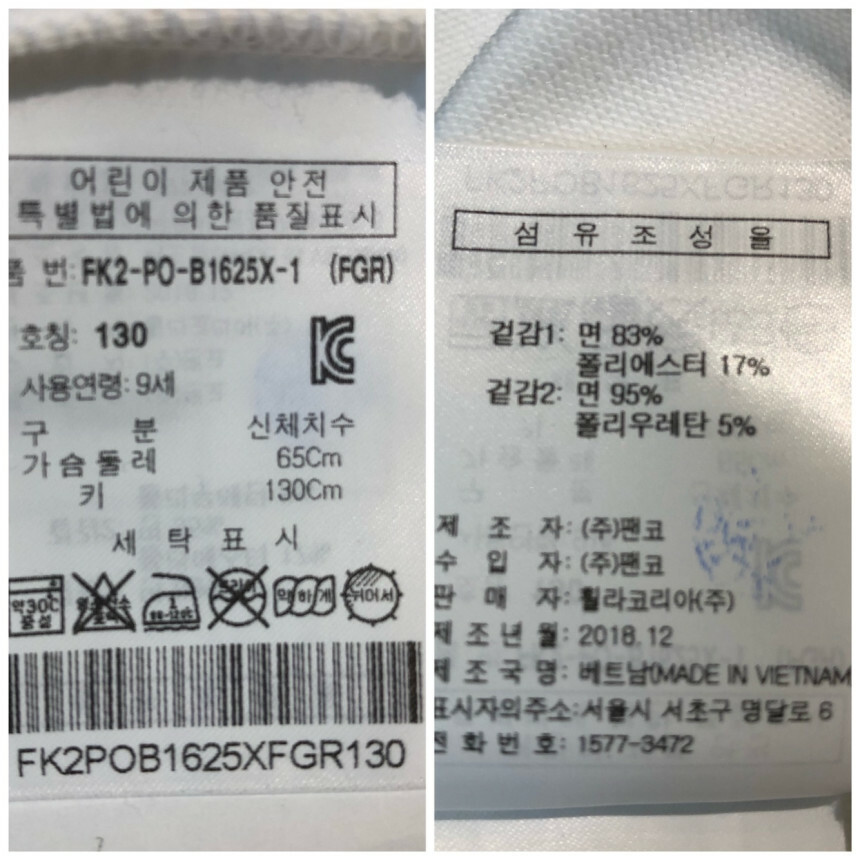 어린이 제품 안전
특별법에 의한 품질표시
품 번: FK2-PO-B1625X-1 (FGR)
호칭: 130
사용연령: 9세
구 분 신체치수
가슴둘레 65Cm
키 130Cm
세 탁 표 시
약30℃
중성
약하게
뉘어서
FK2POB1625XFGR130
섬 유 조 성 율
겉감1: 면 83%
폴리에스터 17%
겉감2: 면 95%
폴리우레탄 5%
제 조 자: (주)팬코
수 입 자: (주)팬코
판 매 자: 휠라코리아(주)
제 조 년 월: 2018.12
제 조 국 명: 베트남(MADE IN VIETNAM
표시자의주소:서울시 서초구 명달로 6
전 화 번 호: 1577-3472